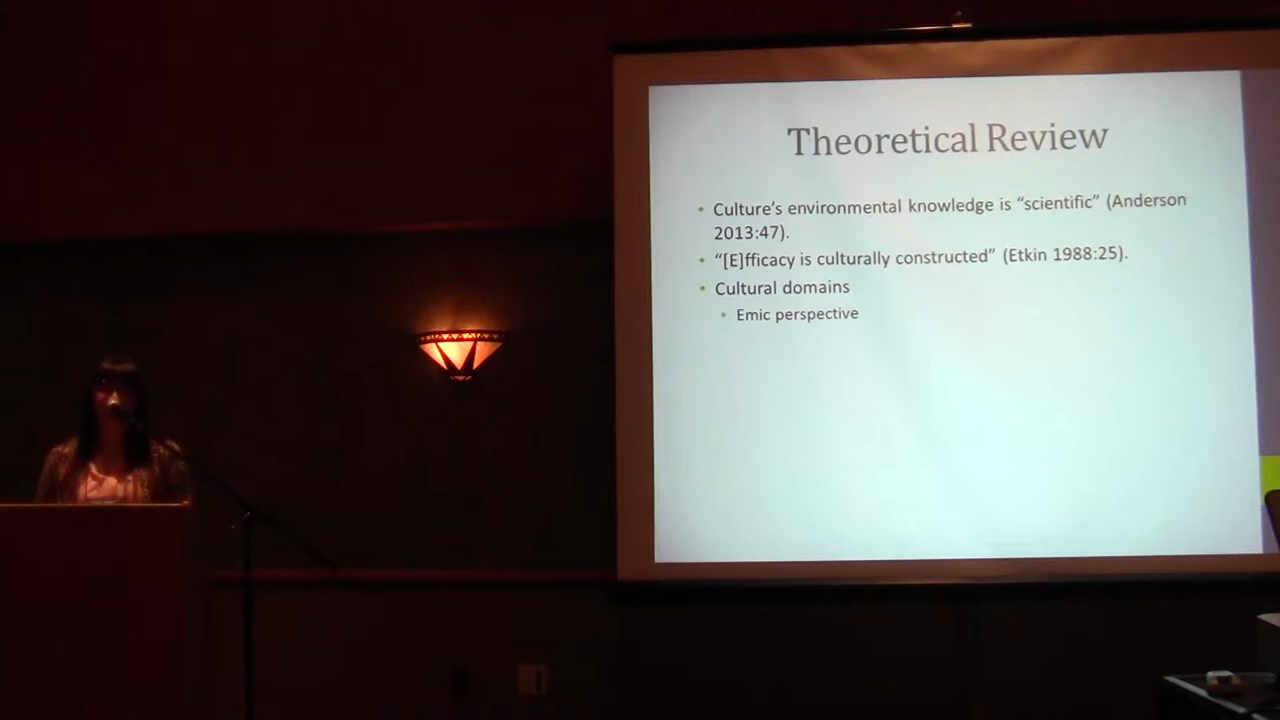 Theoretical Review
• Culture's environmental knowledge is “scientific” (Anderson
2013:47).
• “[E]fficacy is culturally constructed” (Etkin 1988:25).
• Cultural domains
• Emic perspective